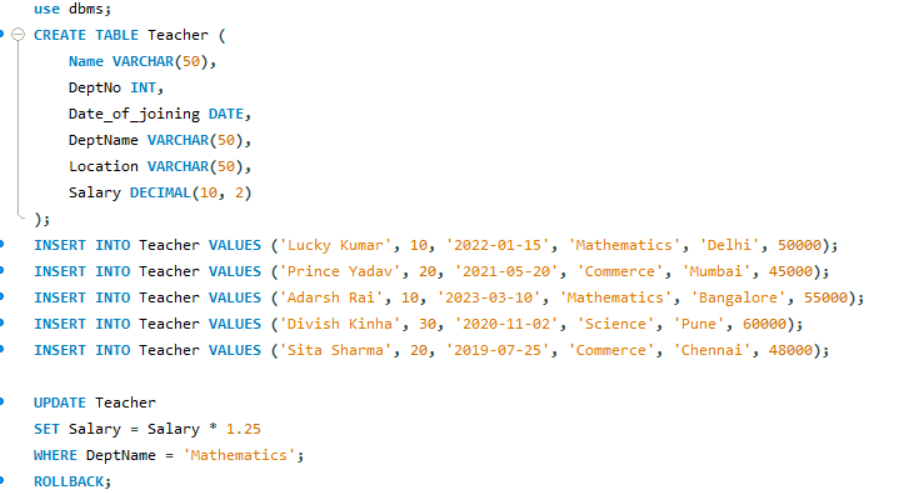 use dbms;
CREATE TABLE Teacher (
Name VARCHAR(50),
DeptNo INT,
Date_of_joining DATE,
DeptName VARCHAR(50),
Location VARCHAR(50),
Salary DECIMAL(10, 2)
);
INSERT INTO Teacher VALUES ('Lucky Kumar', 10, '2022-01-15', 'Mathematics', 'Delhi', 50000);
INSERT INTO Teacher VALUES ('Prince Yadav', 20, '2021-05-20', 'Commerce', 'Mumbai', 45000);
INSERT INTO Teacher VALUES ('Adarsh Rai', 10, '2023-03-10', 'Mathematics', 'Bangalore', 55000);
INSERT INTO Teacher VALUES ('Divish Kinha', 30, '2020-11-02', 'Science', 'Pune', 60000);
INSERT INTO Teacher VALUES ('Sita Sharma', 20, '2019-07-25', 'Commerce', 'Chennai', 48000);
UPDATE Teacher
SET Salary = Salary * 1.25
WHERE DeptName = 'Mathematics';
ROLLBACK;